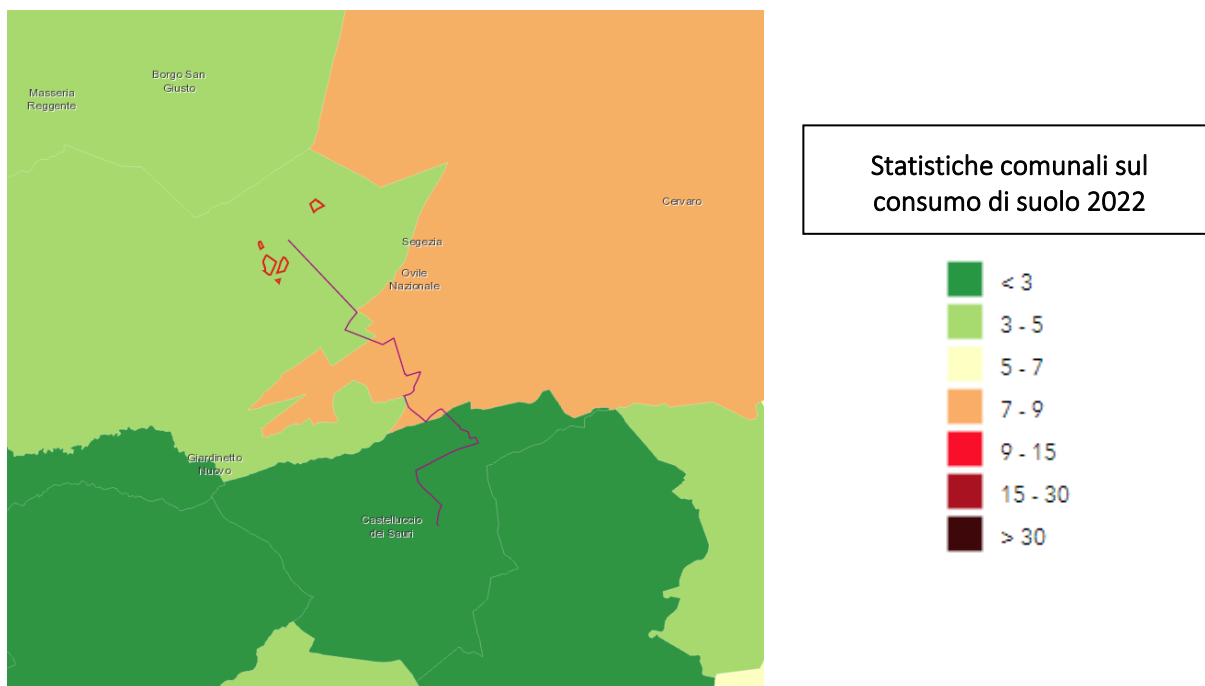 Borgo San
Giusto
Masseria
Reggente
Cervaro
Segezia
Ovile
Nazionale
Giardinetto
Nuovo
Castelluccio
dei Sauri
Statistiche comunali sul
consumo di suolo 2022
< 3
3 - 5
5 - 7
7 - 9
9 - 15
15 - 30
> 30